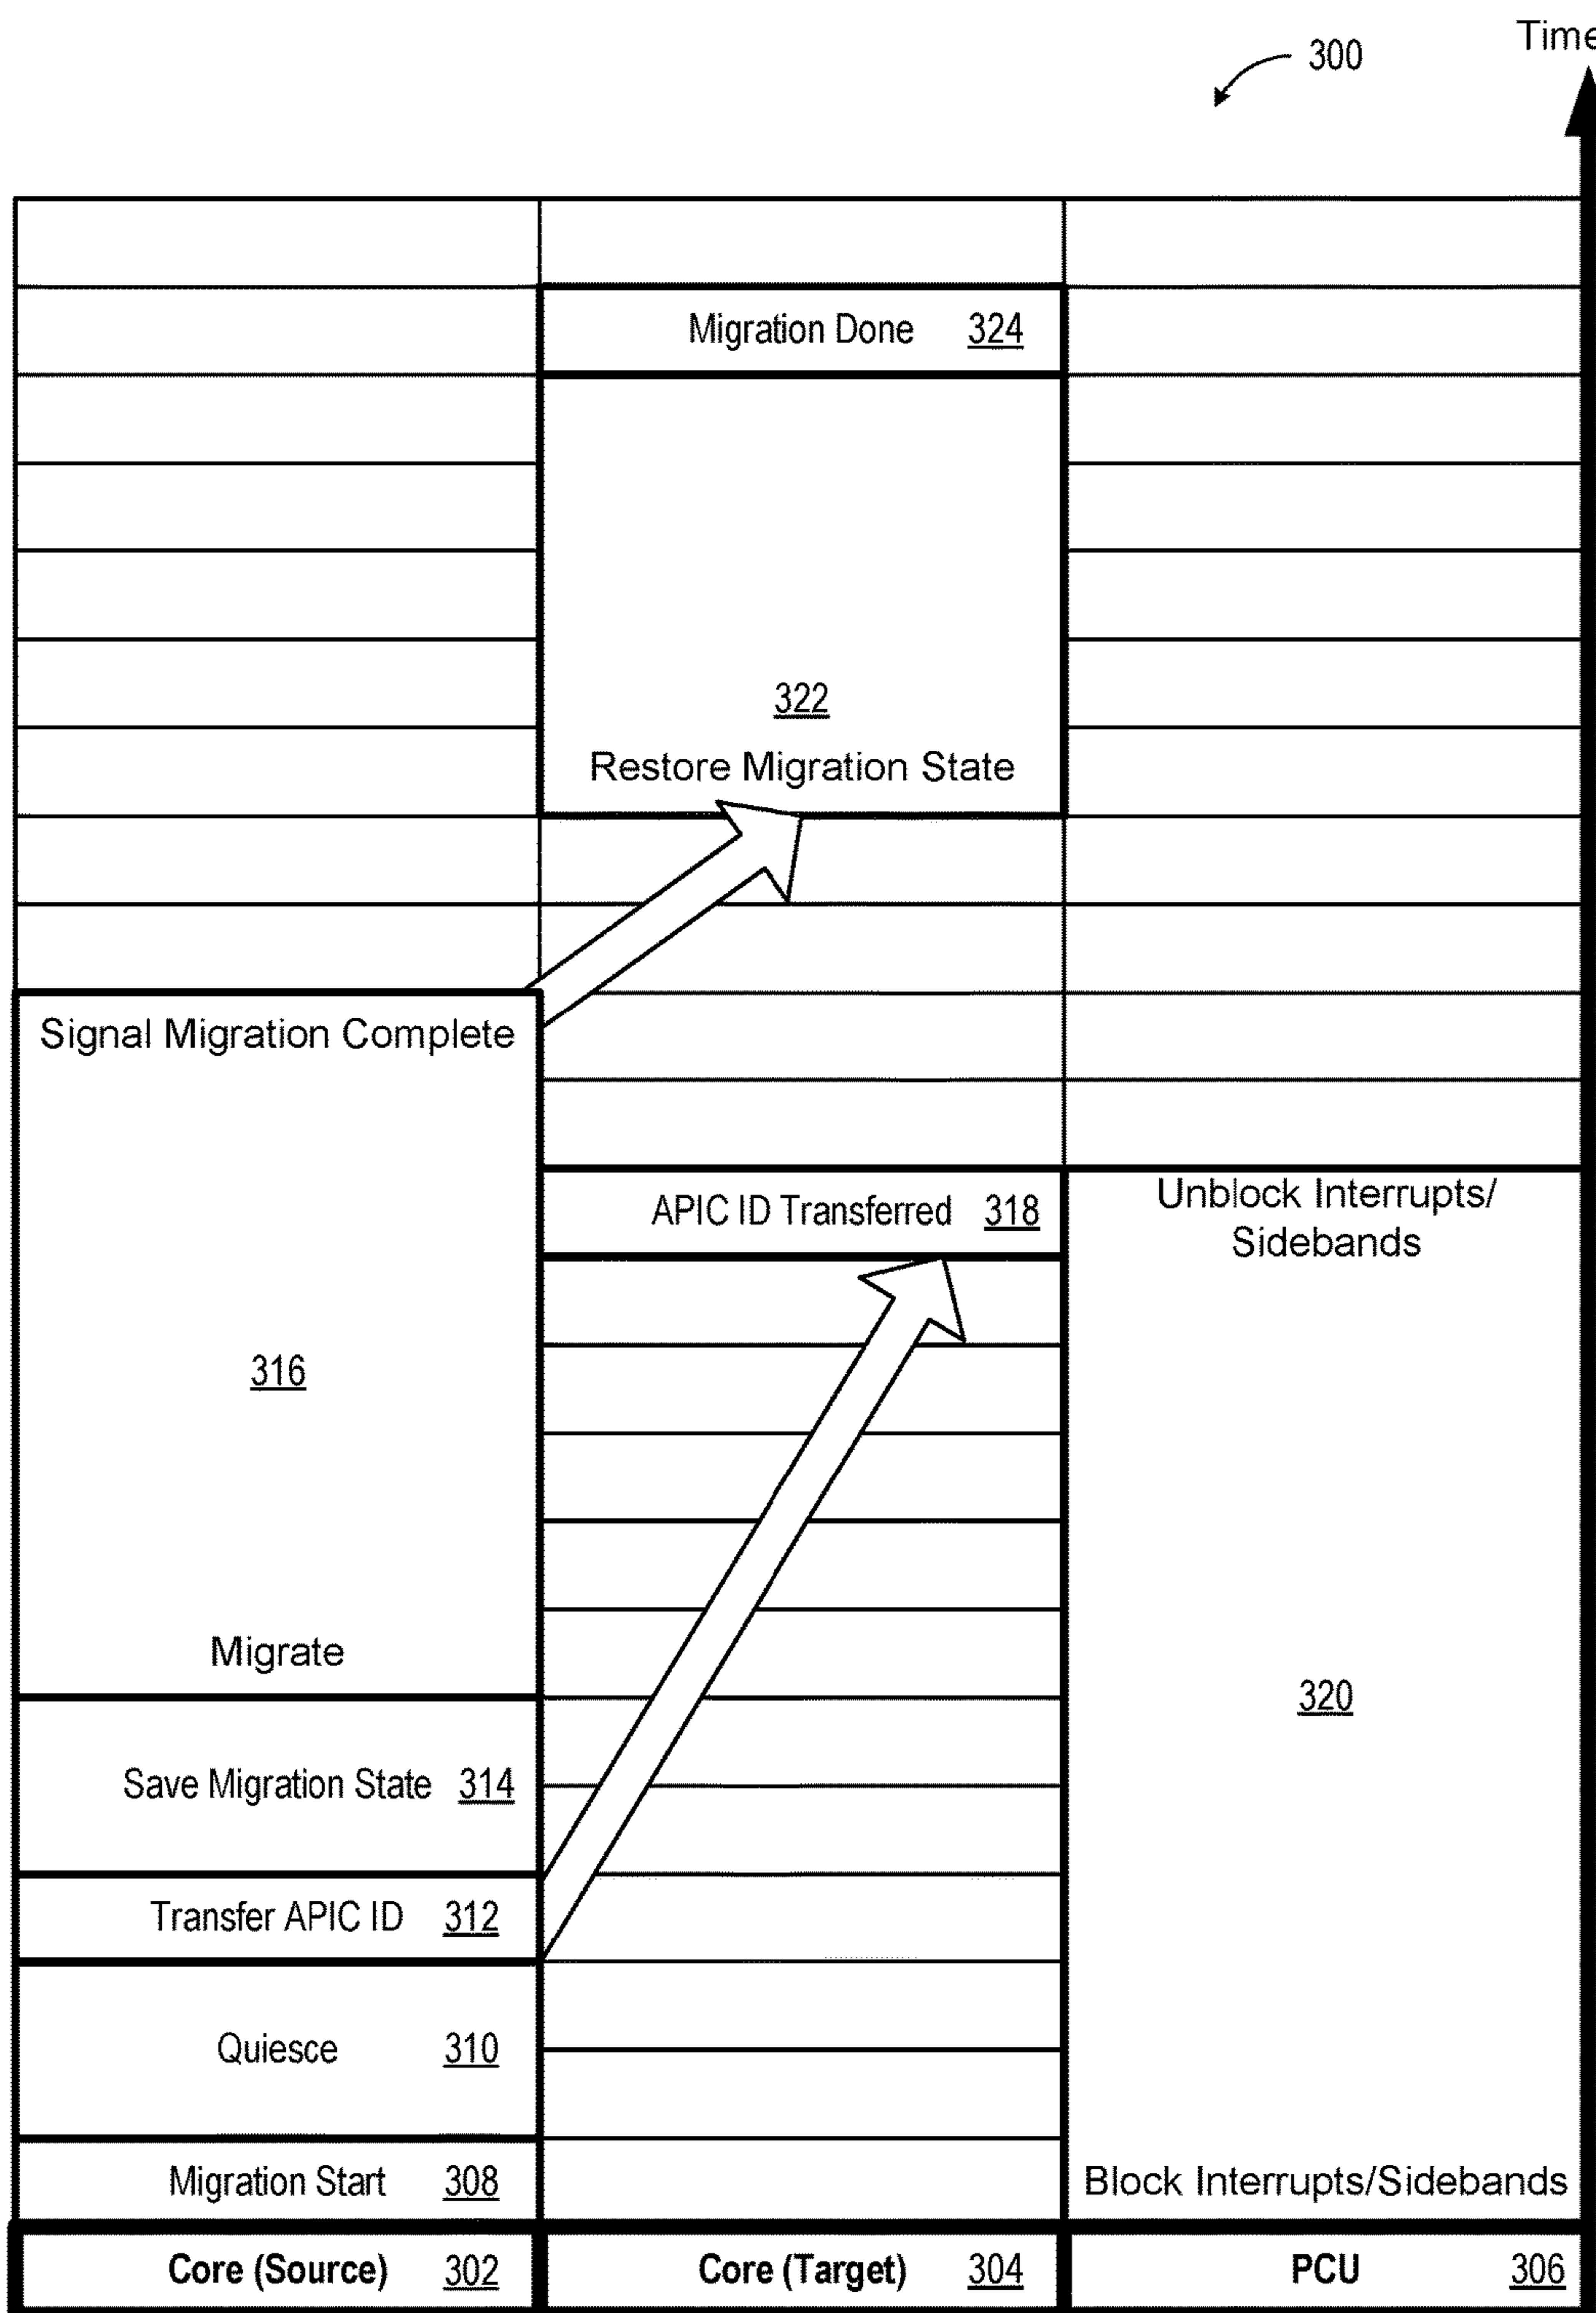 Time
300
Migration Done 324
322
Restore Migration State
Signal Migration Complete
APIC ID Transferred 318
Unblock Interrupts/
Sidebands
316
Migrate
320
Save Migration State 314
Transfer APIC ID 312
Quiesce 310
Migration Start 308
Block Interrupts/Sidebands
Core (Source) 302
Core (Target) 304
PCU 306